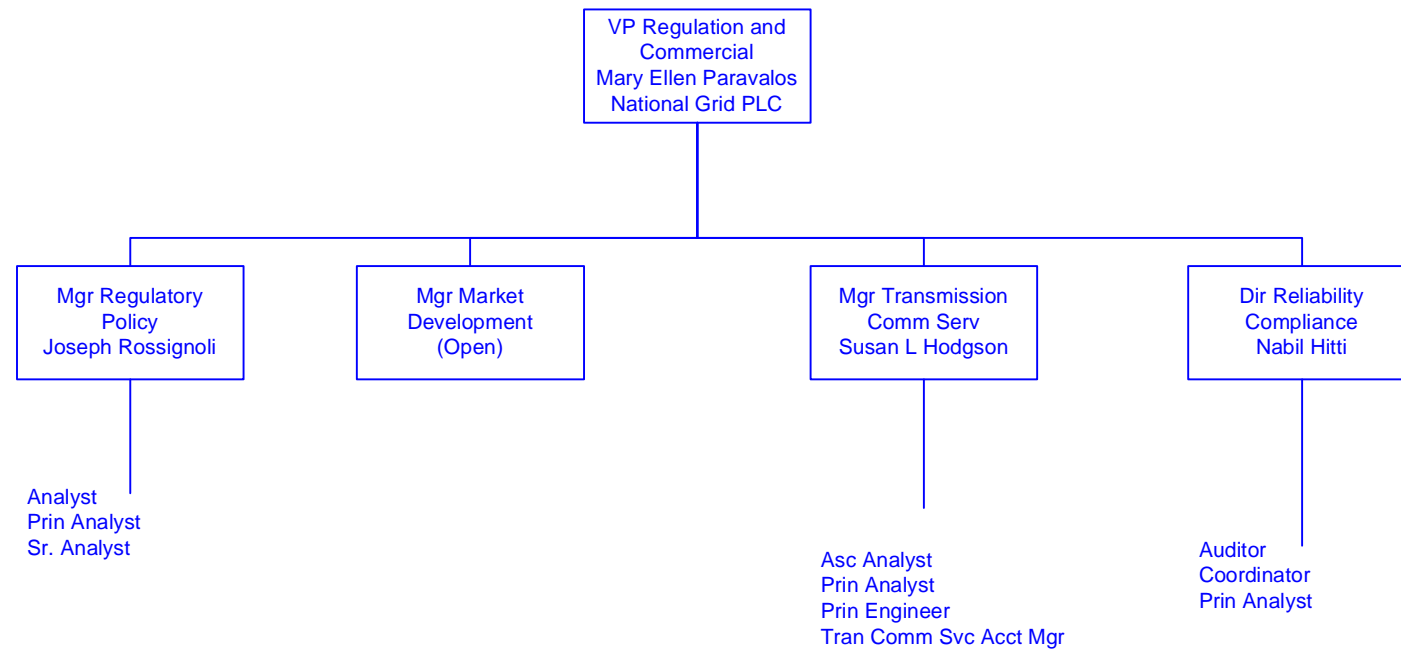 VP Regulation and
Commercial
Mary Ellen Paravalos
National Grid PLC
Mgr Regulatory
Policy
Joseph Rossignoli
Mgr Market
Development
(Open)
Mgr Transmission
Comm Serv
Susan L Hodgson
Dir Reliability
Compliance
Nabil Hitti
Analyst
Prin Analyst
Sr. Analyst
Asc Analyst
Prin Analyst
Prin Engineer
Tran Comm Svc Acct Mgr
Auditor
Coordinator
Prin Analyst